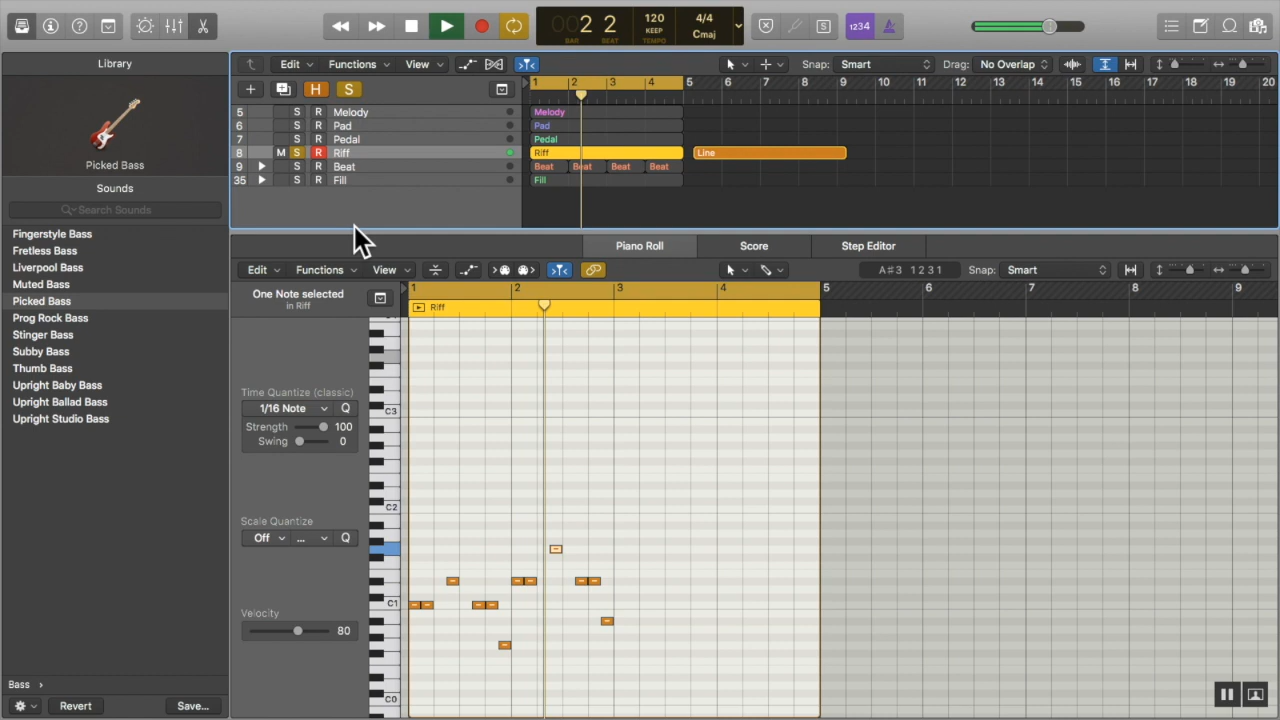 00 2 2
BAR BEAT
120
KEEP
TEMPO
4/4
Cmaj
S
1234
Library
Picked Bass
Sounds
Search Sounds
Fingerstyle Bass
Fretless Bass
Liverpool Bass
Muted Bass
Picked Bass
Prog Rock Bass
Stinger Bass
Subby Bass
Thumb Bass
Upright Baby Bass
Upright Ballad Bass
Upright Studio Bass
Bass
Revert
Save...
Edit Functions View Snap: Smart Drag: No Overlap
H S
1 2 3 4 5 6 7 8 9 10 11 12 13 14 15 16 17 18 19 20
5 S R Melody Melody
6 S R Pad Pad
7 S R Pedal Pedal
8 M S R Riff Riff Line
9 S R Beat Beat Beat Beat Beat
35 S R Fill Fill
Piano Roll Score Step Editor
Edit Functions View A#3 1 2 3 1 Snap: Smart
One Note selected
in Riff
1 2 3 4 5 6 7 8 9
Riff
Time Quantize (classic)
1/16 Note Q
Strength 100
Swing 0
Scale Quantize
Off ... Q
Velocity
80
C3
C2
C1
C0